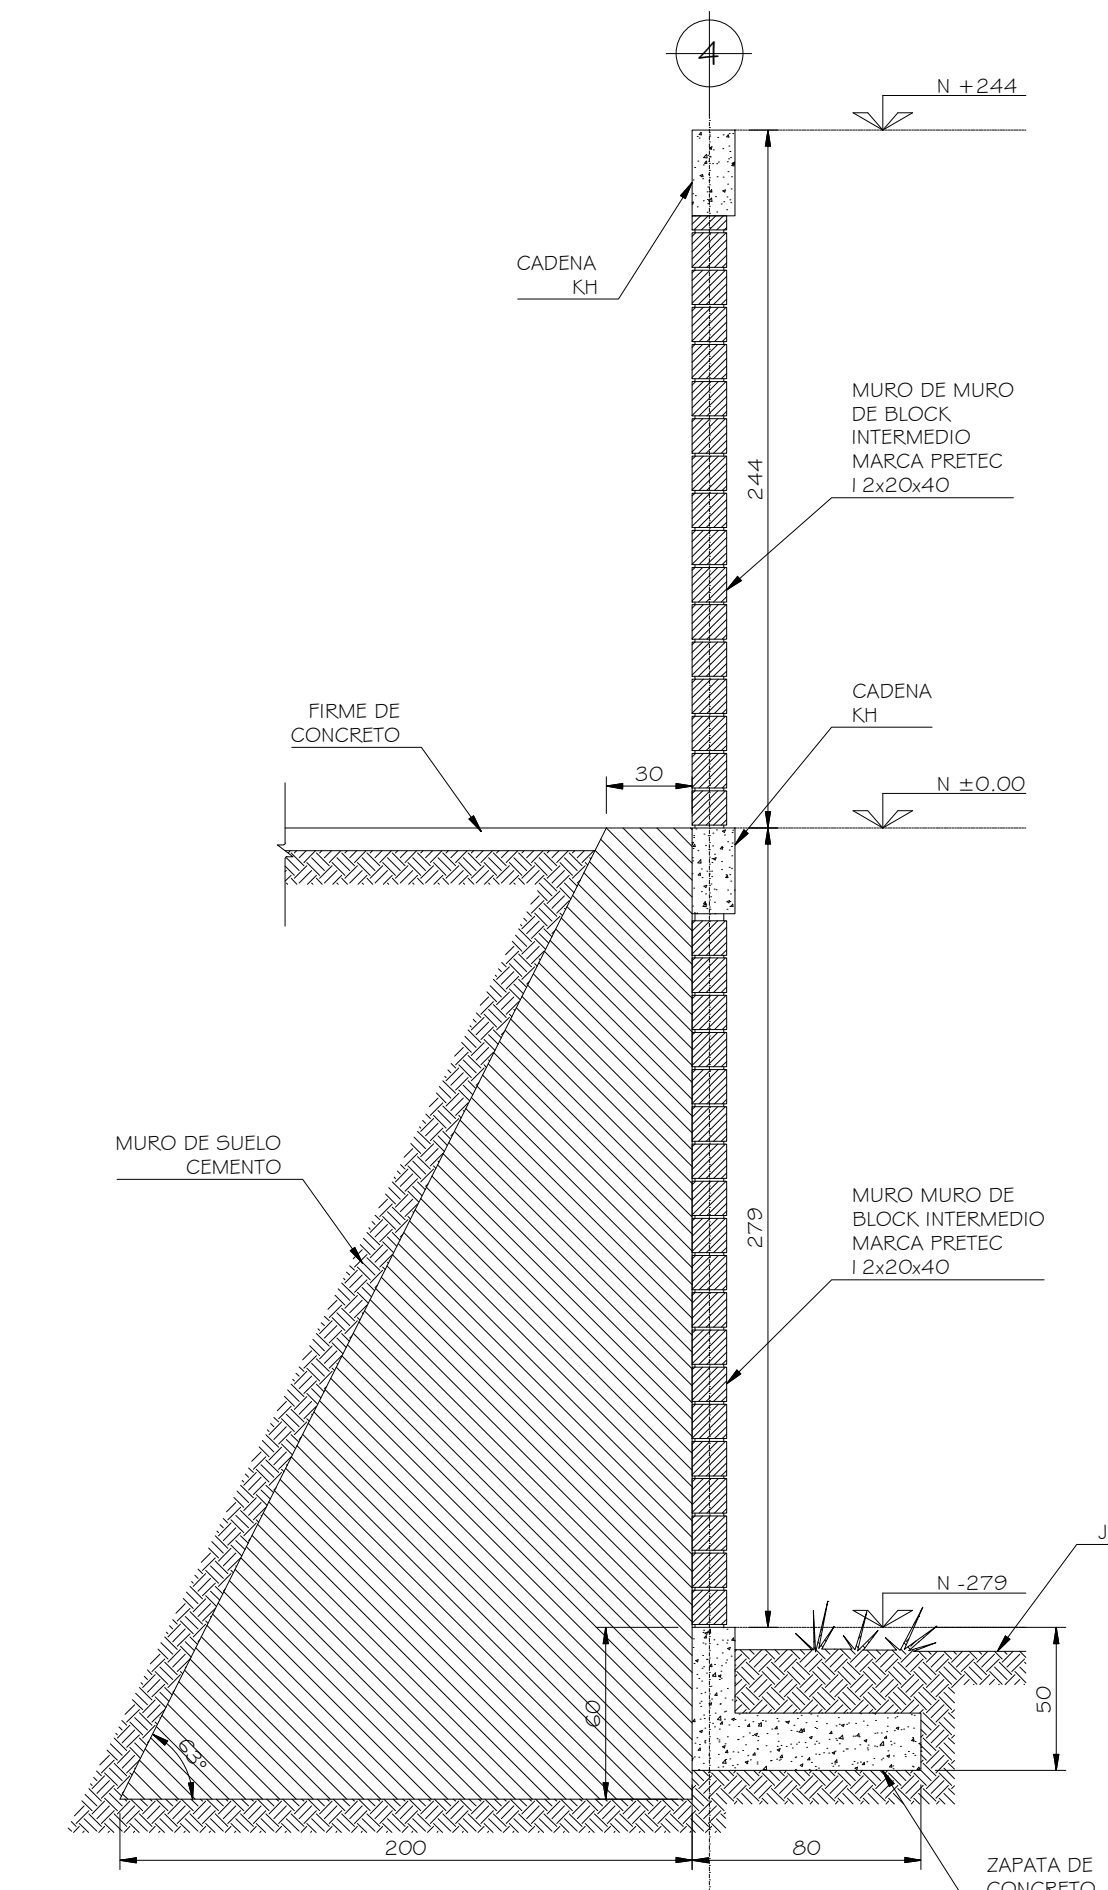 4
N +244
CADENA
KH
MURO DE MURO
DE BLOCK
INTERMEDIO
MARCA PRETEC
12x20x40
244
CADENA
KH
FIRME DE
CONCRETO
30
N ±0.00
MURO DE SUELO
CEMENTO
279
MURO MURO DE
BLOCK INTERMEDIO
MARCA PRETEC
12x20x40
J
N -279
60
50
63°
200
80
ZAPATA DE
CONCRETO